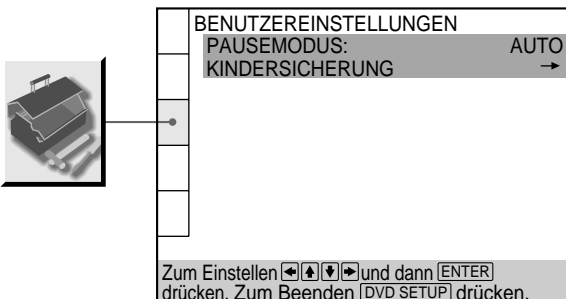 BENUTZEREINSTELLUNGEN
PAUSEMODUS: AUTO
KINDERSICHERUNG →
Zum Einstellen ←↑↓→ und dann ENTER
drücken. Zum Beenden DVD SETUP drücken.